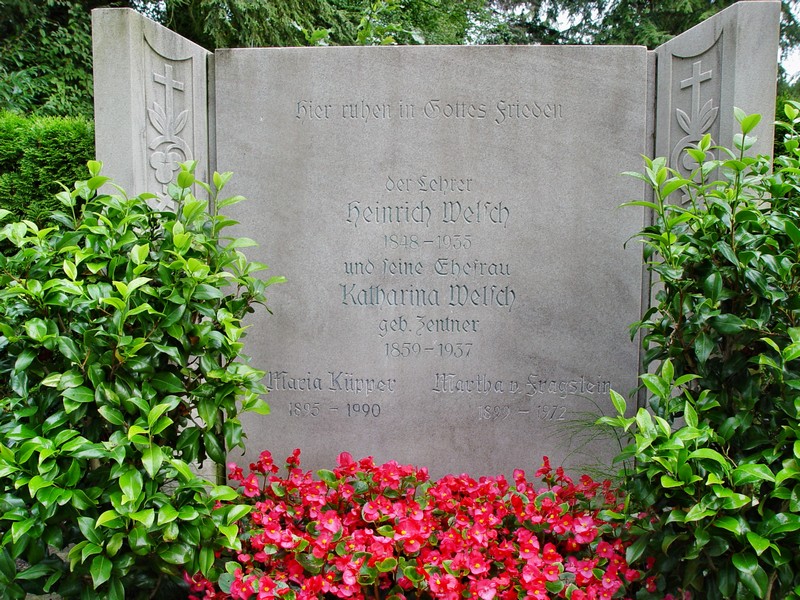 Hier ruhen in Gottes Frieden
der Lehrer
Heinrich Welsch
1848 - 1935
und seine Ehefrau
Katharina Welsch
geb. Zentner
1859 - 1937
Maria Küpper Martha v. Fragstein
1895 - 1990 - 1972